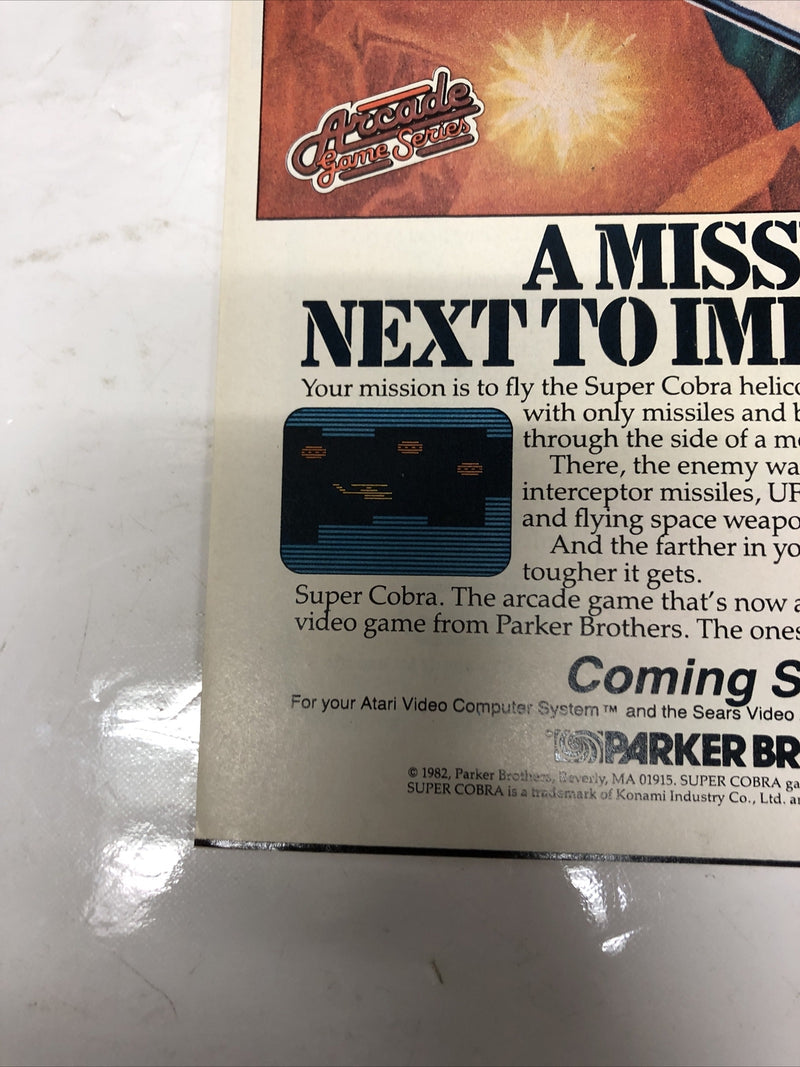 Arcade
Game Series
A MISS
NEXT TO IM
Your mission is to fly the Super Cobra helic
with only missiles and b
through the side of a m
There, the enemy wa
interceptor missiles, UF
and flying space weapo
And the farther in yo
tougher it gets.
Super Cobra. The arcade game that's now a
video game from Parker Brothers. The ones
Coming S
For your Atari Video Computer System™ and the Sears Video
PARKER BR
© 1982, Parker Brothers, Beverly, MA 01915. SUPER COBRA ga
SUPER COBRA is a trademark of Konami Industry Co., Ltd. a